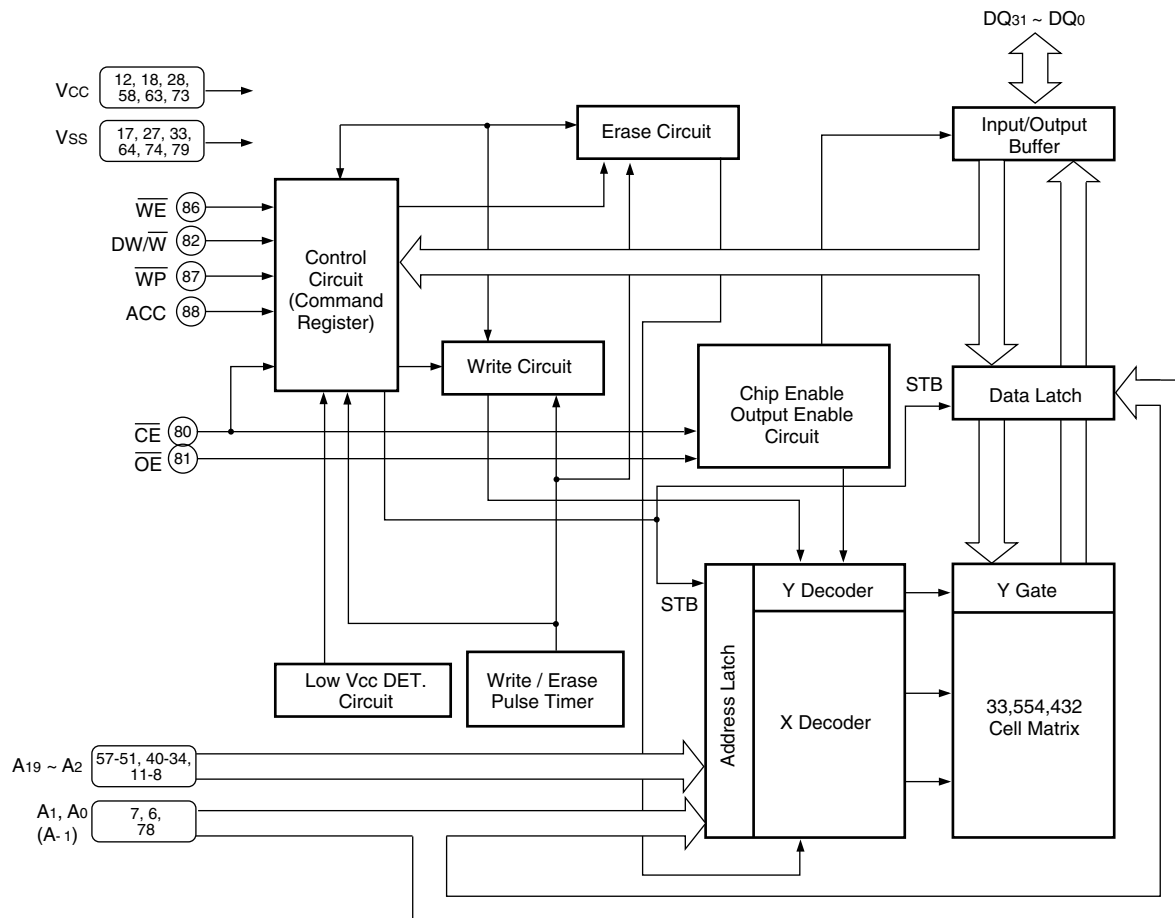 DQ31 ~ DQ0
VCC
12, 18, 28,
58, 63, 73
VSS
17, 27, 33,
64, 74, 79
Erase Circuit
Input/Output
Buffer
WE 86
DW/W 82
WP 87
ACC 88
Control
Circuit
(Command
Register)
Write Circuit
Chip Enable
Output Enable
Circuit
STB
Data Latch
CE 80
OE 81
STB
Address Latch
Y Decoder
Y Gate
Low Vcc DET.
Circuit
Write / Erase
Pulse Timer
X Decoder
33,554,432
Cell Matrix
A19 ~ A2
57-51, 40-34,
11-8
A1, A0
(A-1)
7, 6,
78